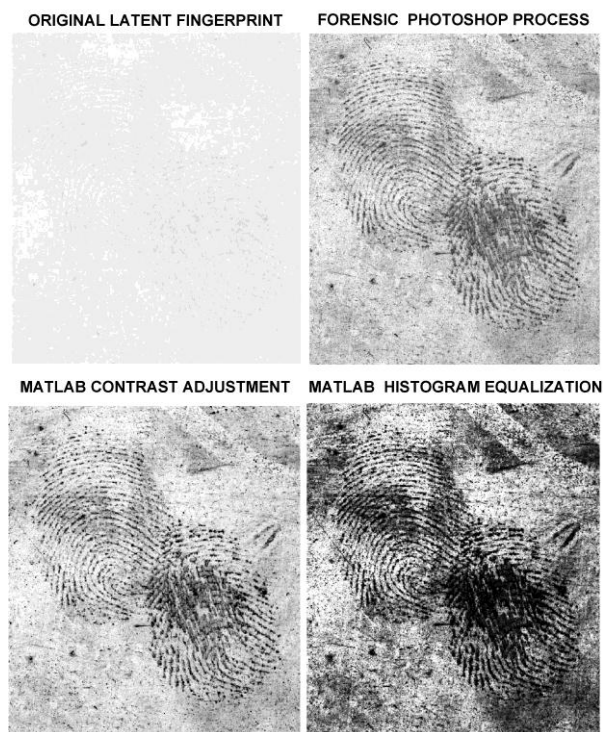 ORIGINAL LATENT FINGERPRINT
FORENSIC PHOTOSHOP PROCESS
MATLAB CONTRAST ADJUSTMENT
MATLAB HISTOGRAM EQUALIZATION